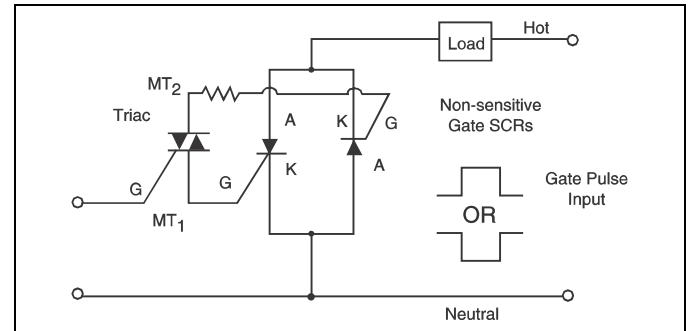 Hot
Load
MT2
Triac
A
K
G
Non-sensitive
Gate SCRs
K
A
G
G
MT1
Gate Pulse
Input
OR
Neutral